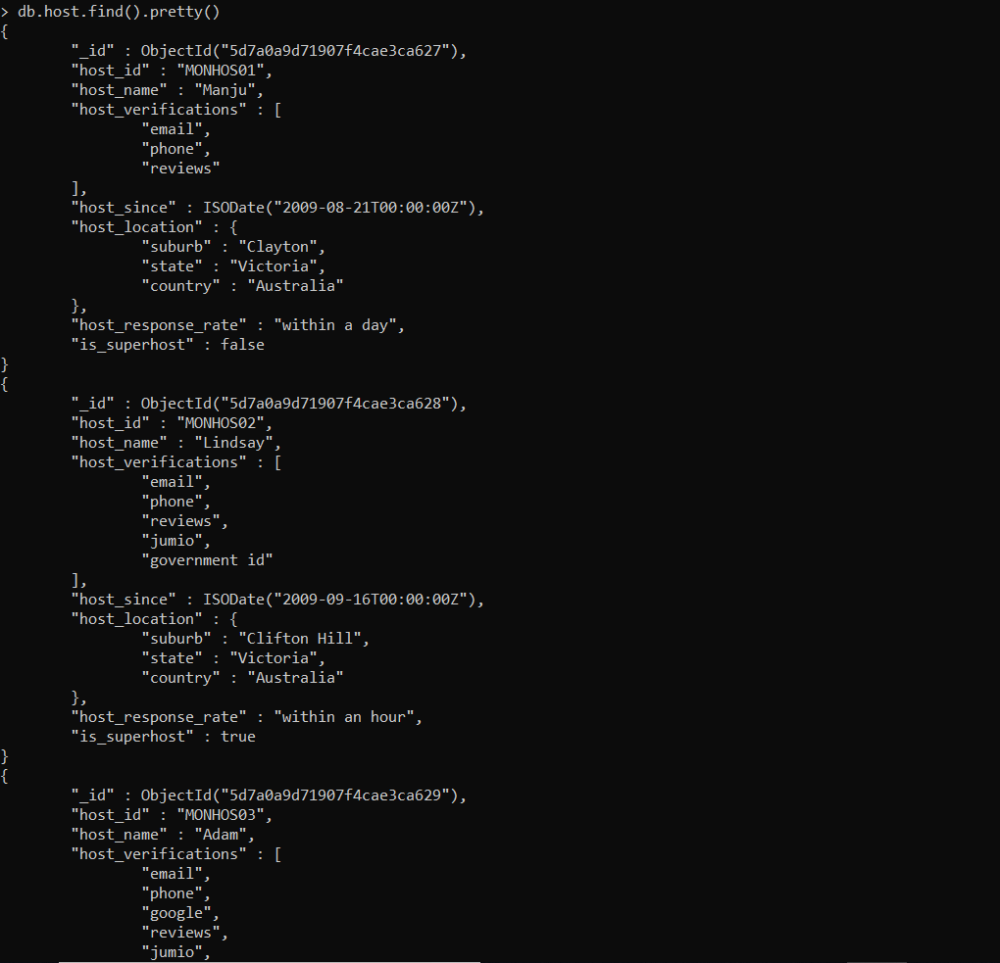 > db.host.find().pretty()
{
        "_id" : ObjectId("5d7a0a9d71907f4cae3ca627"),
        "host_id" : "MONHOS01",
        "host_name" : "Manju",
        "host_verifications" : [
                "email",
                "phone",
                "reviews"
        ],
        "host_since" : ISODate("2009-08-21T00:00:00Z"),
        "host_location" : {
                "suburb" : "Clayton",
                "state" : "Victoria",
                "country" : "Australia"
        },
        "host_response_rate" : "within a day",
        "is_superhost" : false
}
{
        "_id" : ObjectId("5d7a0a9d71907f4cae3ca628"),
        "host_id" : "MONHOS02",
        "host_name" : "Lindsay",
        "host_verifications" : [
                "email",
                "phone",
                "reviews",
                "jumio",
                "government id"
        ],
        "host_since" : ISODate("2009-09-16T00:00:00Z"),
        "host_location" : {
                "suburb" : "Clifton Hill",
                "state" : "Victoria",
                "country" : "Australia"
        },
        "host_response_rate" : "within an hour",
        "is_superhost" : true
}
{
        "_id" : ObjectId("5d7a0a9d71907f4cae3ca629"),
        "host_id" : "MONHOS03",
        "host_name" : "Adam",
        "host_verifications" : [
                "email",
                "phone",
                "google",
                "reviews",
                "jumio",